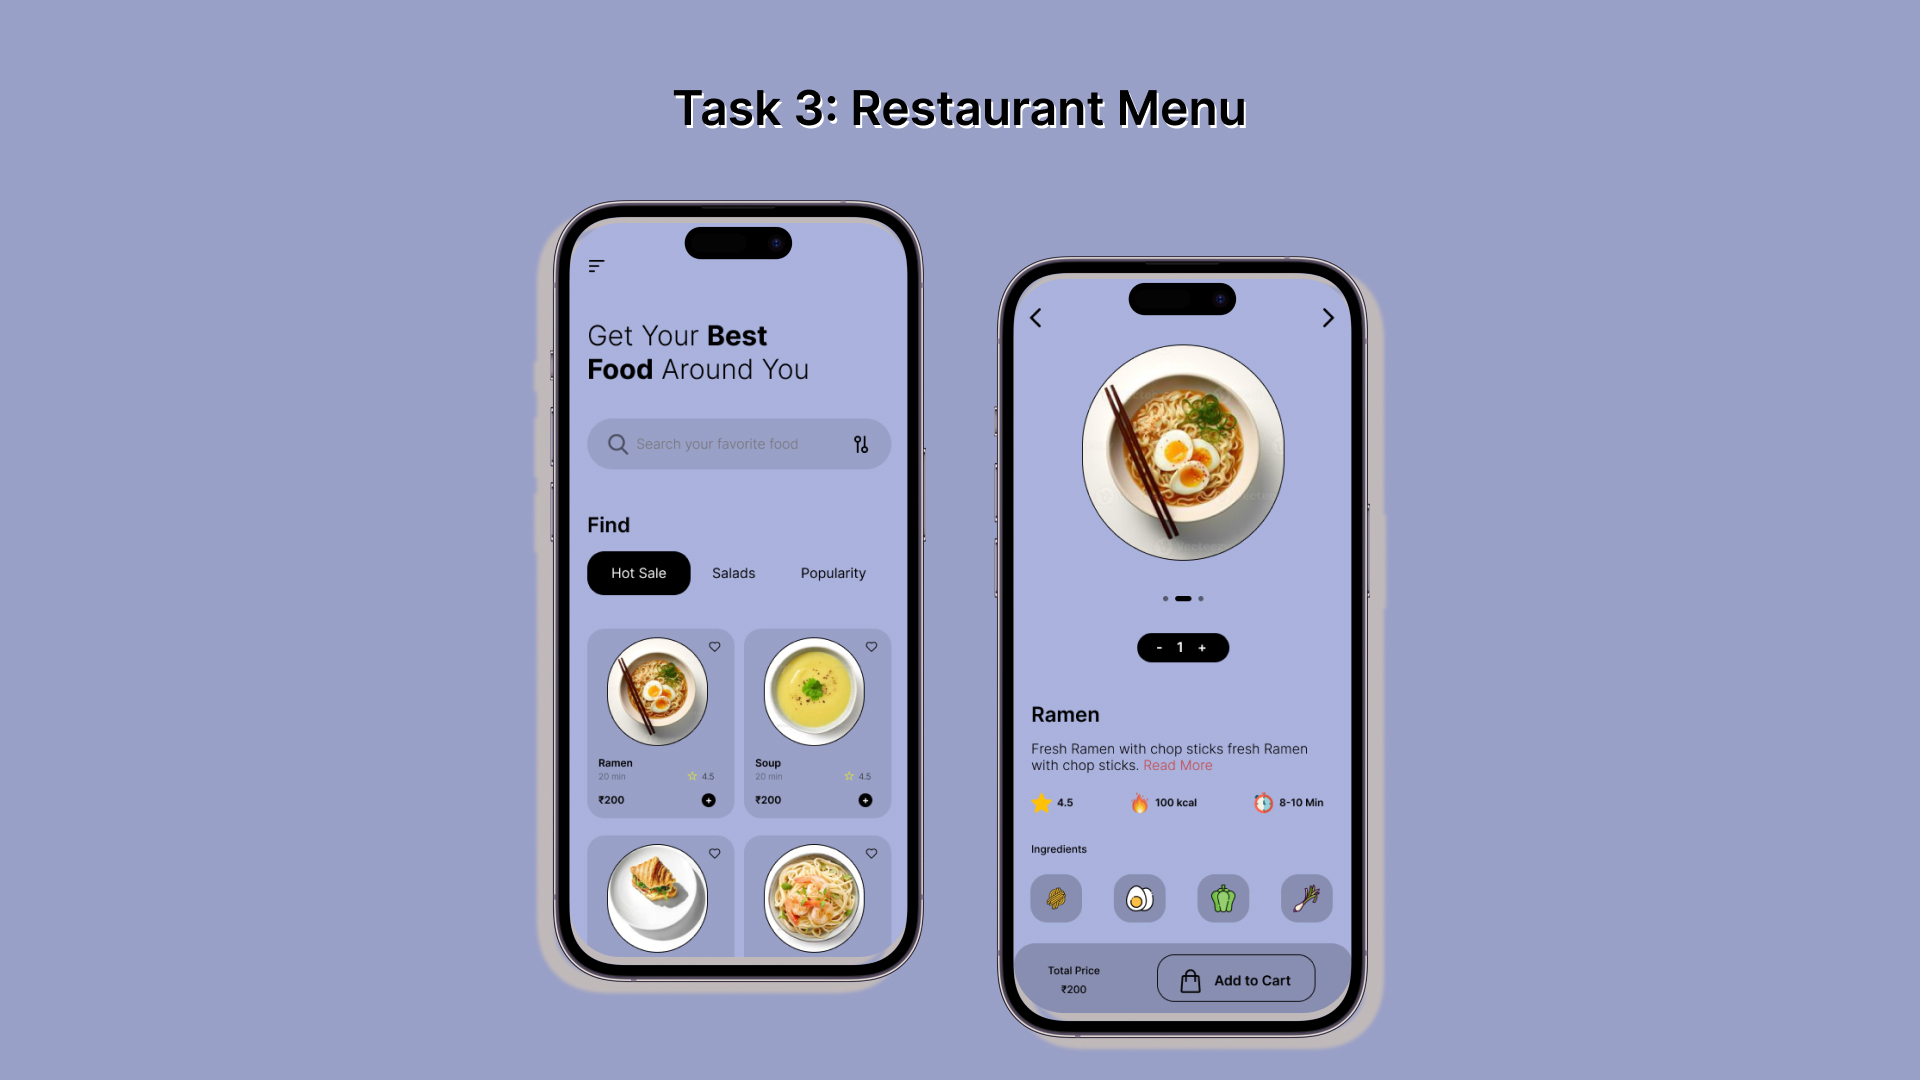 Task 3: Restaurant Menu
Get Your Best
Food Around You
Search your favorite food
Find
Hot Sale
Salads
Popularity
Ramen
20 min
4.5
₹200
Soup
20 min
4.5
₹200
- 1 +
Ramen
Fresh Ramen with chop sticks fresh Ramen
with chop sticks. Read More
4.5
100 kcal
8-10 Min
Ingredients
Total Price
₹200
Add to Cart